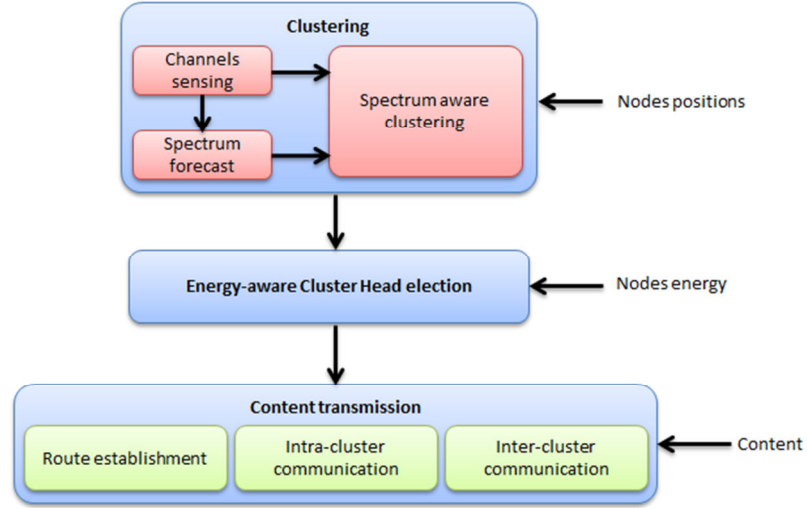 Clustering
Channels
sensing
Spectrum aware
clustering
Nodes positions
Spectrum
forecast
Energy-aware Cluster Head election
Nodes energy
Content transmission
Route establishment
Intra-cluster
communication
Inter-cluster
communication
Content